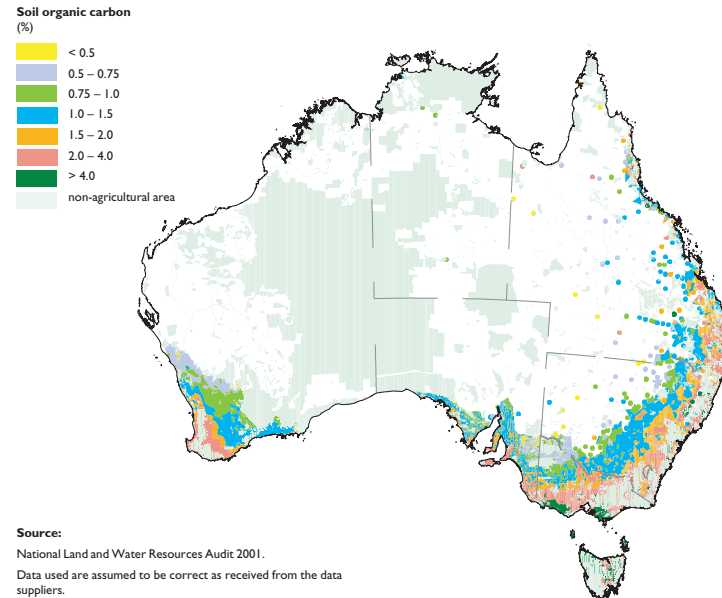 Soil organic carbon
(%)
< 0.5
0.5 – 0.75
0.75 – 1.0
1.0 – 1.5
1.5 – 2.0
2.0 – 4.0
> 4.0
non-agricultural area
Source:
National Land and Water Resources Audit 2001.
Data used are assumed to be correct as received from the data
suppliers.